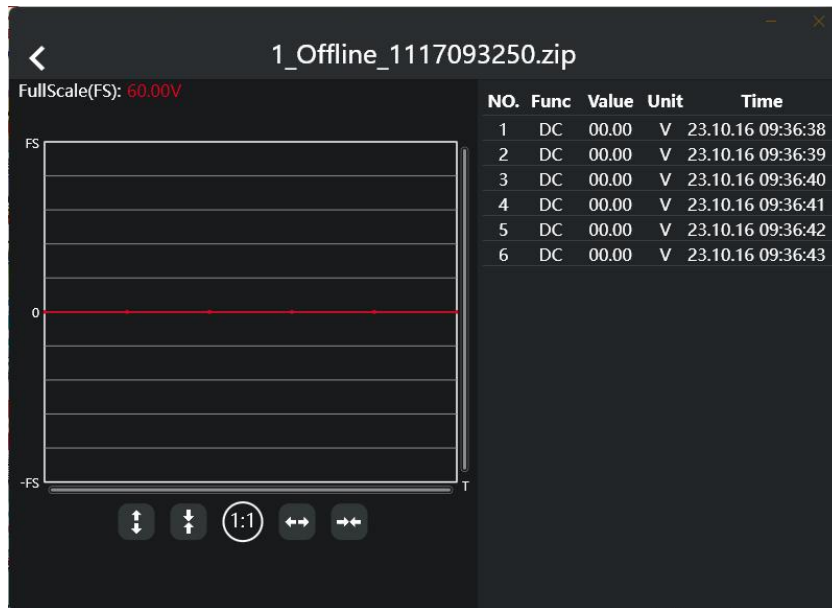 1_Offline_1117093250.zip
FullScale(FS): 60.00V
FS
0
-FS
T
1:1
NO. Func Value Unit Time
1 DC 00.00 V 23.10.16 09:36:38
2 DC 00.00 V 23.10.16 09:36:39
3 DC 00.00 V 23.10.16 09:36:40
4 DC 00.00 V 23.10.16 09:36:41
5 DC 00.00 V 23.10.16 09:36:42
6 DC 00.00 V 23.10.16 09:36:43